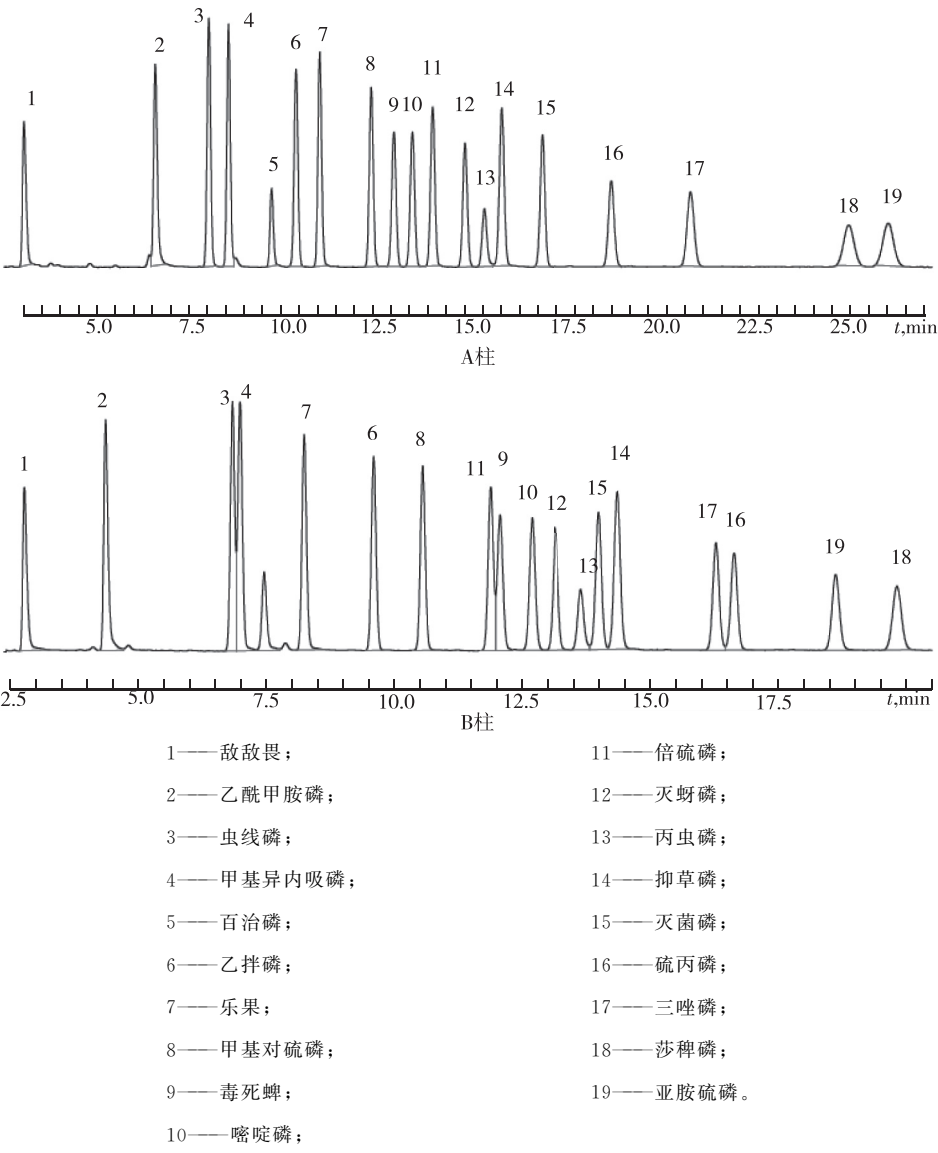 1 2 3 4 5 6 7 8 9 10 11 12 13 14 15 16 17 18 19
5.0 7.5 10.0 12.5 15.0 17.5 20.0 22.5 25.0 t,min
A柱
1 2 3 4 7 6 8 11 9 10 12 13 15 14 17 16 19 18
2.5 5.0 7.5 10.0 12.5 15.0 17.5 t,min
B柱
1——敌敌畏；
2——乙酰甲胺磷；
3——虫线磷；
4——甲基异内吸磷；
5——百治磷；
6——乙拌磷；
7——乐果；
8——甲基对硫磷；
9——毒死蜱；
10——嘧啶磷；
11——倍硫磷；
12——灭蚜磷；
13——丙虫磷；
14——抑草磷；
15——灭菌磷；
16——硫丙磷；
17——三唑磷；
18——莎稗磷；
19——亚胺硫磷。